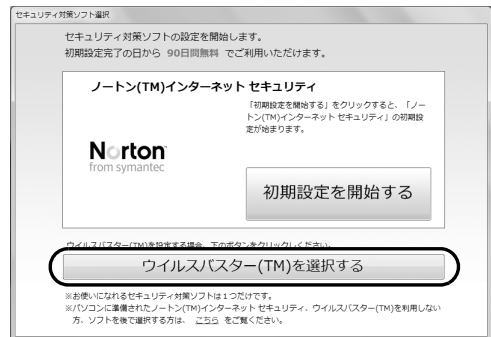 セキュリティ対策ソフト選択
セキュリティ対策ソフトの設定を開始します。
初期設定完了の日から 90日間無料 でご利用いただけます。
ノートン(TM)インターネット セキュリティ
「初期設定を開始する」をクリックすると、「ノー
トン(TM)インターネット セキュリティ」の初期設
定が始まります。
Norton
from symantec
初期設定を開始する
ウイルスバスター(TM)を設定する場合、下のボタンをクリックしてください。
ウイルスバスター(TM)を選択する
※お使いになれるセキュリティ対策ソフトは１つだけです。
※パソコンに準備されたノートン(TM)インターネット セキュリティ、ウイルスバスター(TM)を利用しない
方、ソフトを後で選択する方は、 こちら をご覧ください。